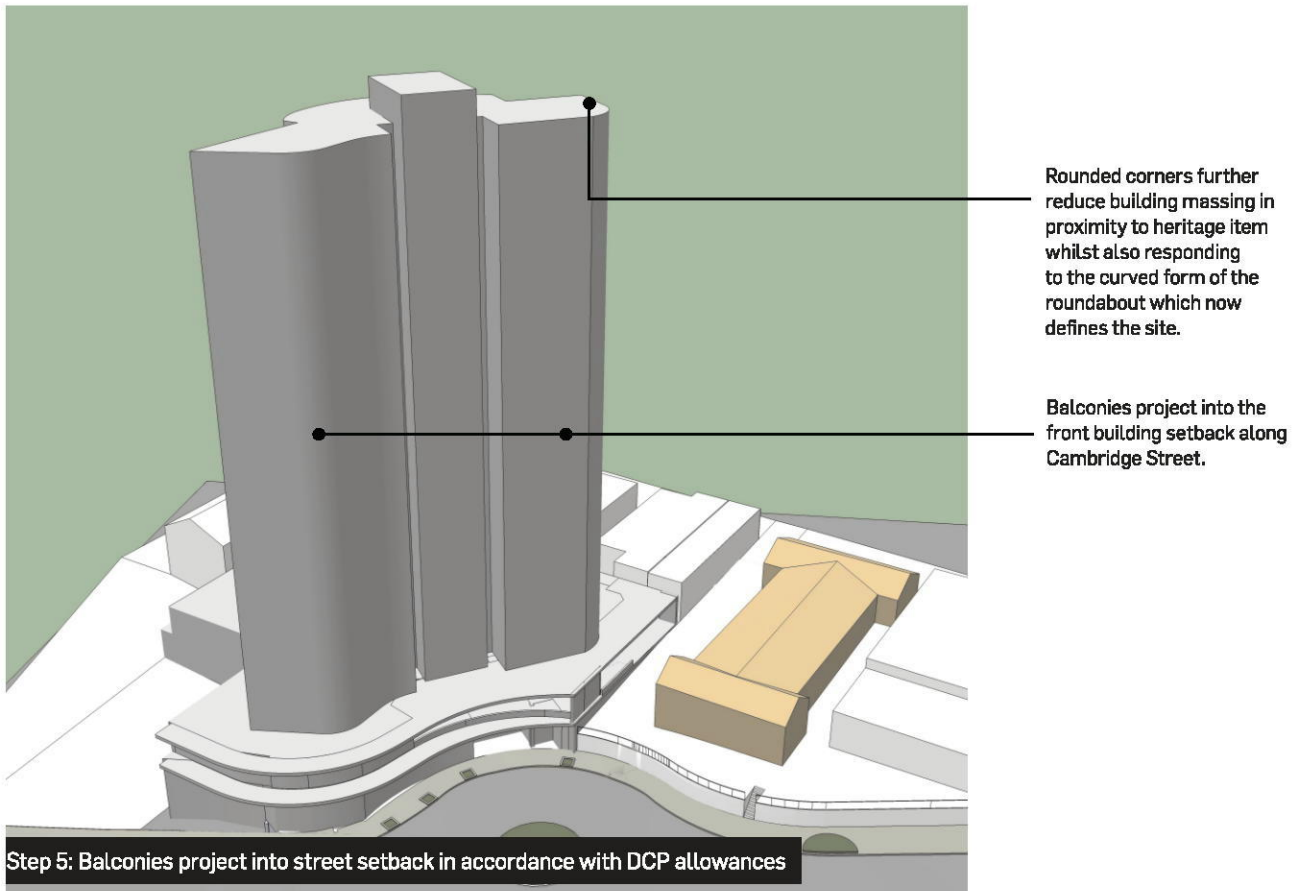 Rounded corners further
reduce building massing in
proximity to heritage item
whilst also responding
to the curved form of the
roundabout which now
defines the site.
Balconies project into the
front building setback along
Cambridge Street.
Step 5: Balconies project into street setback in accordance with DCP allowances